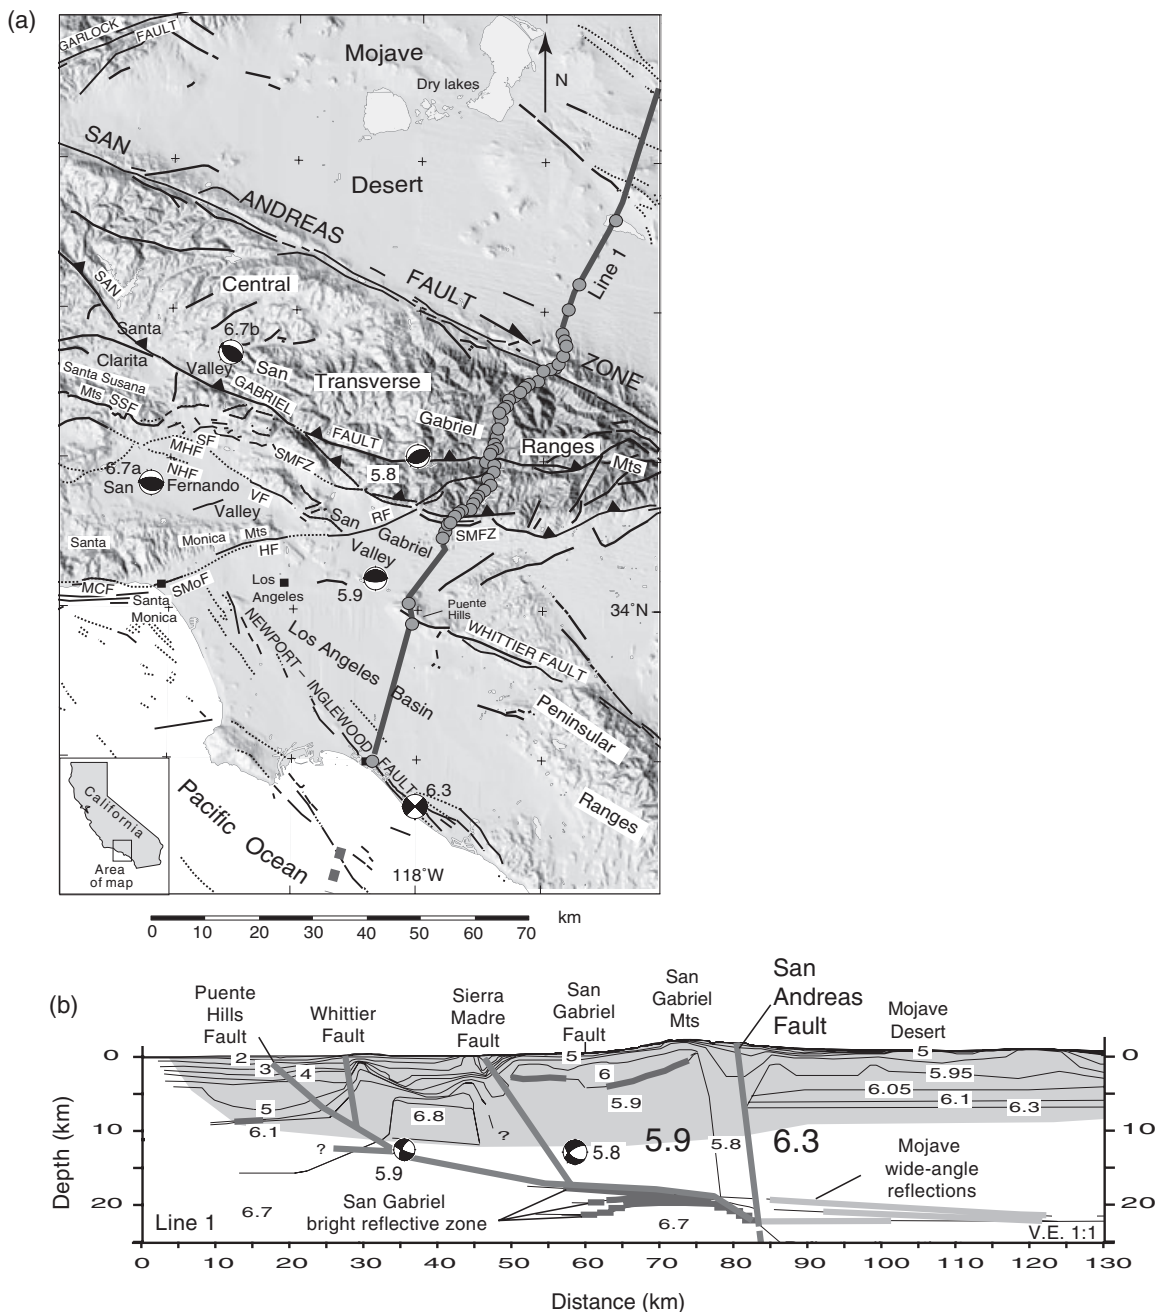 (a)
GARLOCK
FAULT
Mojave
Dry lakes
N
SAN
Desert
ANDREAS
Line 1
FAULT
SAN
Central
Santa
6.7b
ZONE
Clarita
Valley
San
Santa Susana
Mts
SSF
GABRIEL
Transverse
Gabriel
FAULT
Ranges
Mts
SF
MHF
SMFZ
6.7a
NHF
5.8
San
Fernando
VF
Valley
San
RF
SMFZ
Gabriel
Santa
Monica
Mts
HF
Valley
MCF
SMoF
Los
Angeles
5.9
Puente
Hills
34°N
Santa
Monica
WHITTIER FAULT
NEWPORT – INGLEWOOD FAULT
Los Angeles Basin
Peninsular
Ranges
6.3
Pacific Ocean
118°W
California
Area
of map
km
0 10 20 30 40 50 60 70
(b)
Puente
Hills
Fault
Whittier
Fault
Sierra
Madre
Fault
San
Gabriel
Fault
San
Gabriel
Mts
San
Andreas
Fault
Mojave
Desert
0
2
5
5
0
3
4
6
5.95
5
6.8
5.9
6.05
6.1
6.3
6.1
10
?
?
5.9
5.8
5.9
5.8
6.3
Mojave
wide-angle
reflections
10
Depth (km)
20
San Gabriel
bright reflective zone
20
Line 1
6.7
6.7
V.E. 1:1
0 10 20 30 40 50 60 70 80 90 100 110 120 130
Distance (km)